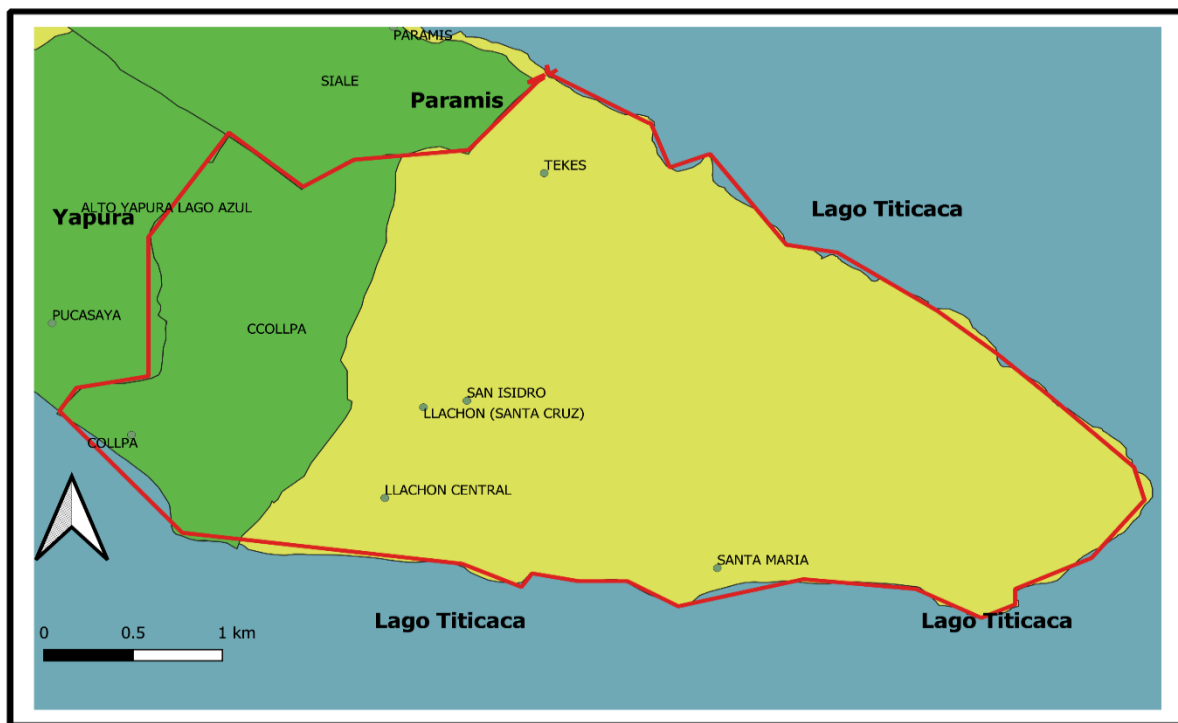 PARAMIS
SIALE
Paramis
TEKES
ALTO YAPURA LAGO AZUL
Yapura
Lago Titicaca
PUCASAYA
CCOLLPA
SAN ISIDRO
LLACHON (SANTA CRUZ)
COLLPA
LLACHON CENTRAL
SANTA MARIA
Lago Titicaca
Lago Titicaca
0 0.5 1 km